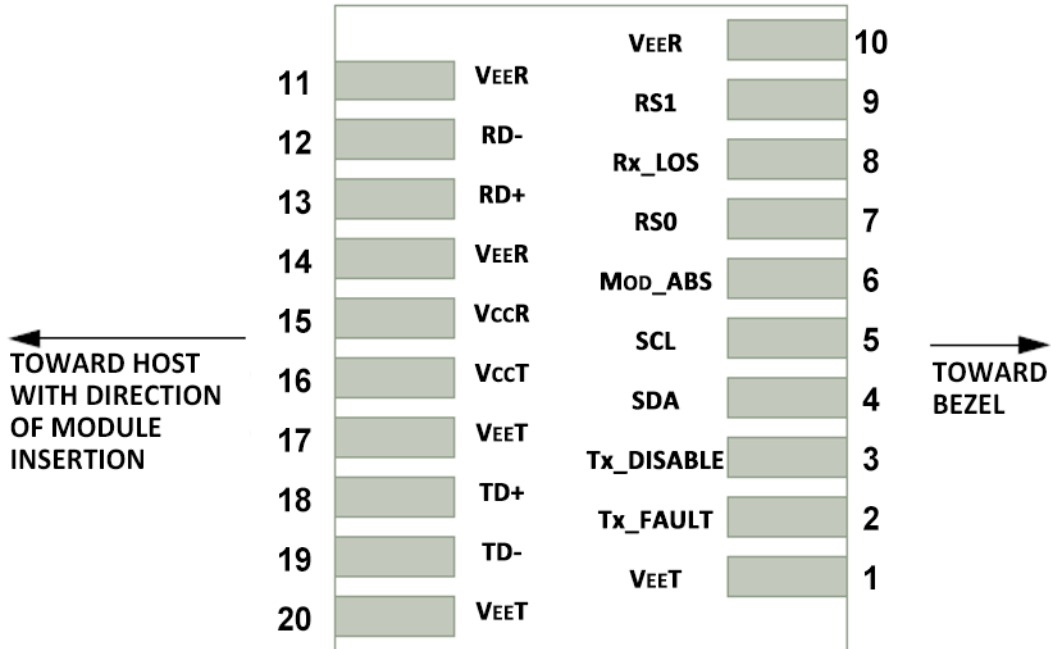 VEER 10
11 VEER
RS1 9
12 RD-
Rx_LOS 8
13 RD+
RS0 7
14 VEER
MOD_ABS 6
15 VCCR
SCL 5
TOWARD HOST
WITH DIRECTION
OF MODULE
INSERTION
TOWARD
BEZEL
16 VCCT
SDA 4
17 VEET
Tx_DISABLE 3
18 TD+
Tx_FAULT 2
19 TD-
VEET 1
20 VEET